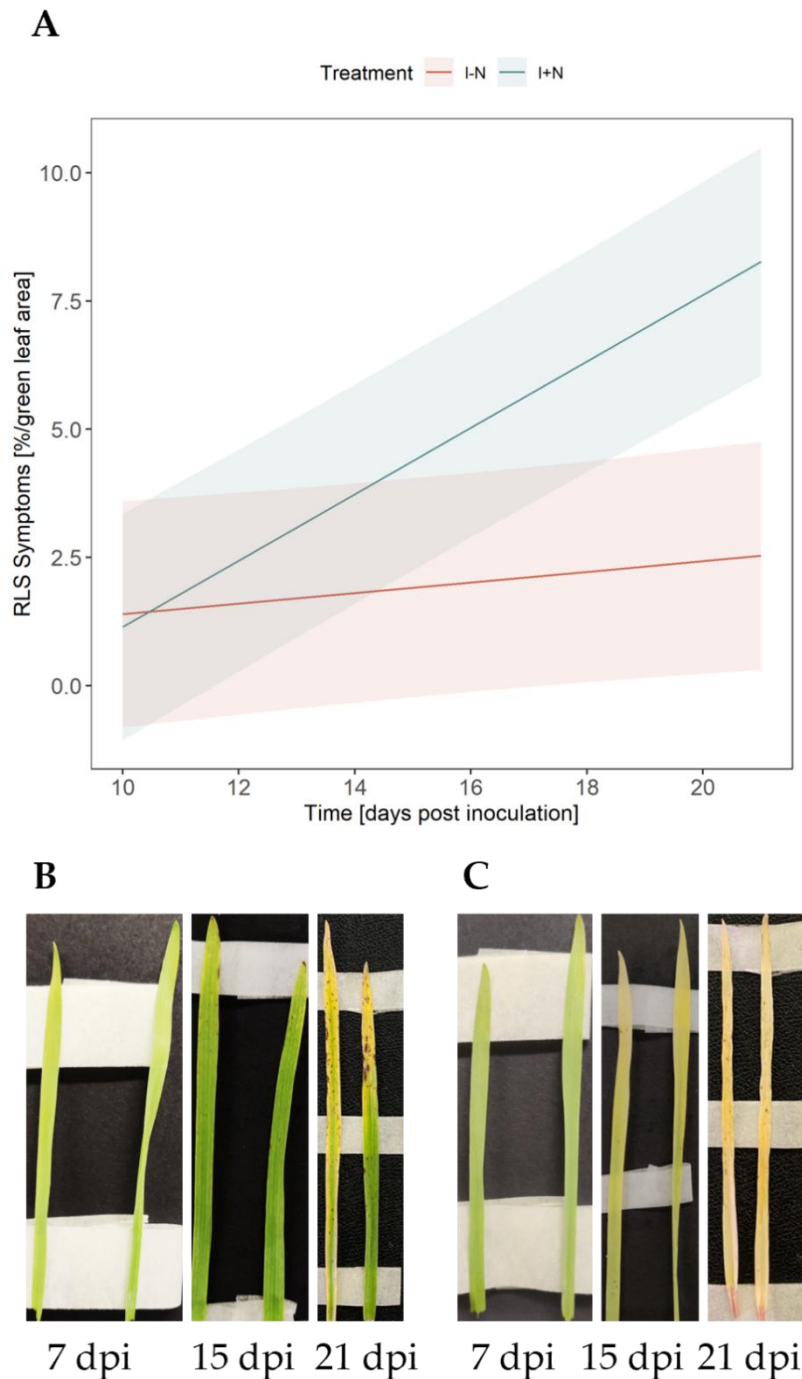 A
Treatment I-N I+N
10.0
7.5
5.0
2.5
0.0
RLS Symptoms [%/green leaf area]
10 12 14 16 18 20
Time [days post inoculation]
B C
7 dpi 15 dpi 21 dpi 7 dpi 15 dpi 21 dpi